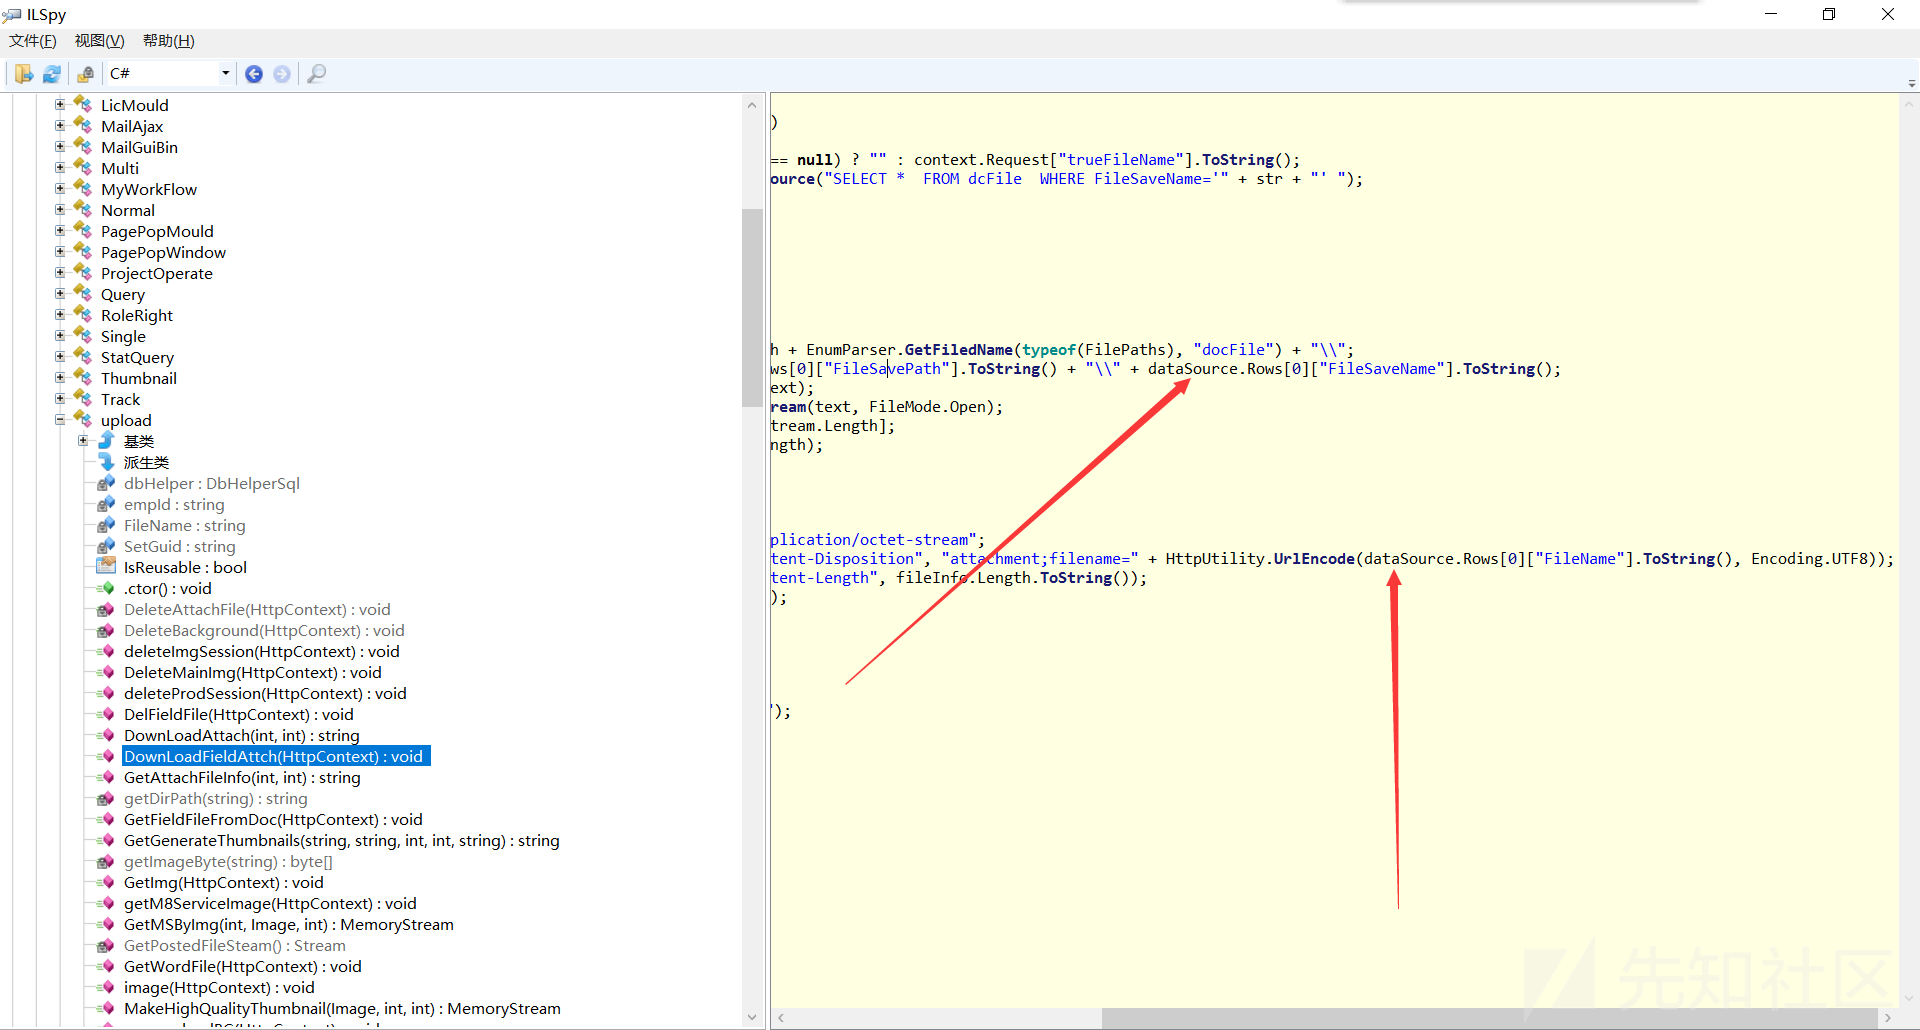 ILSpy
文件(F) 视图(V) 帮助(H)
C#
LicMould
MailAjax
MailGuiBin
Multi
MyWorkFlow
Normal
PagePopMould
PagePopWindow
ProjectOperate
Query
RoleRight
Single
StatQuery
Thumbnail
Track
upload
基类
派生类
dbHelper : DbHelperSql
empId : string
FileName : string
SetGuid : string
IsReusable : bool
.ctor() : void
DeleteAttachFile(HttpContext) : void
DeleteBackground(HttpContext) : void
deleteImgSession(HttpContext) : void
DeleteMainImg(HttpContext) : void
deleteProdSession(HttpContext) : void
DelFieldFile(HttpContext) : void
DownLoadAttach(int, int) : string
DownLoadFieldAttch(HttpContext) : void
GetAttachFileInfo(int, int) : string
getDirPath(string) : string
GetFieldFileFromDoc(HttpContext) : void
GetGenerateThumbnails(string, string, int, int, string) : string
getImageByte(string) : byte[]
GetImg(HttpContext) : void
getM8ServiceImage(HttpContext) : void
GetMSByImg(int, Image, int) : MemoryStream
GetPostedFileSteam() : Stream
GetWordFile(HttpContext) : void
image(HttpContext) : void
MakeHighQualityThumbnail(Image, int, int) : MemoryStream
)
== null) ? "" : context.Request["trueFileName"].ToString();
ource("SELECT *  FROM dcFile  WHERE FileSaveName='" + str + "' ");
h + EnumParser.GetFiledName(typeof(FilePaths), "docFile") + "\\";
ws[0]["FileSavePath"].ToString() + "\\" + dataSource.Rows[0]["FileSaveName"].ToString();
ext);
ream(text, FileMode.Open);
tream.Length];
ngth);
plication/octet-stream";
tent-Disposition", "attachment;filename=" + HttpUtility.UrlEncode(dataSource.Rows[0]["FileName"].ToString(), Encoding.UTF8));
tent-Length", fileInfo.Length.ToString());
);
");
先知社区